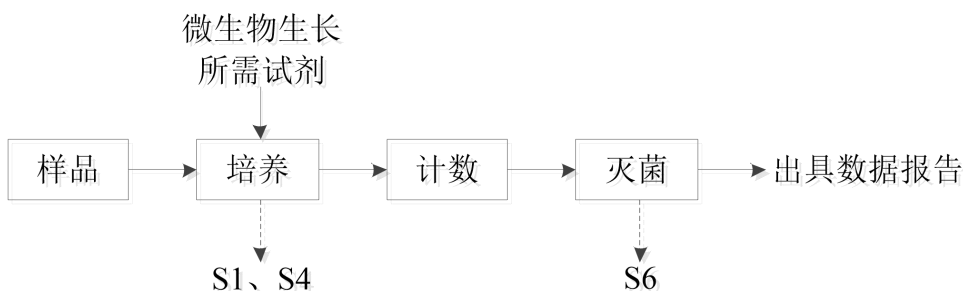 微生物生长
所需试剂
样品
培养
计数
灭菌
出具数据报告
S1、S4
S6